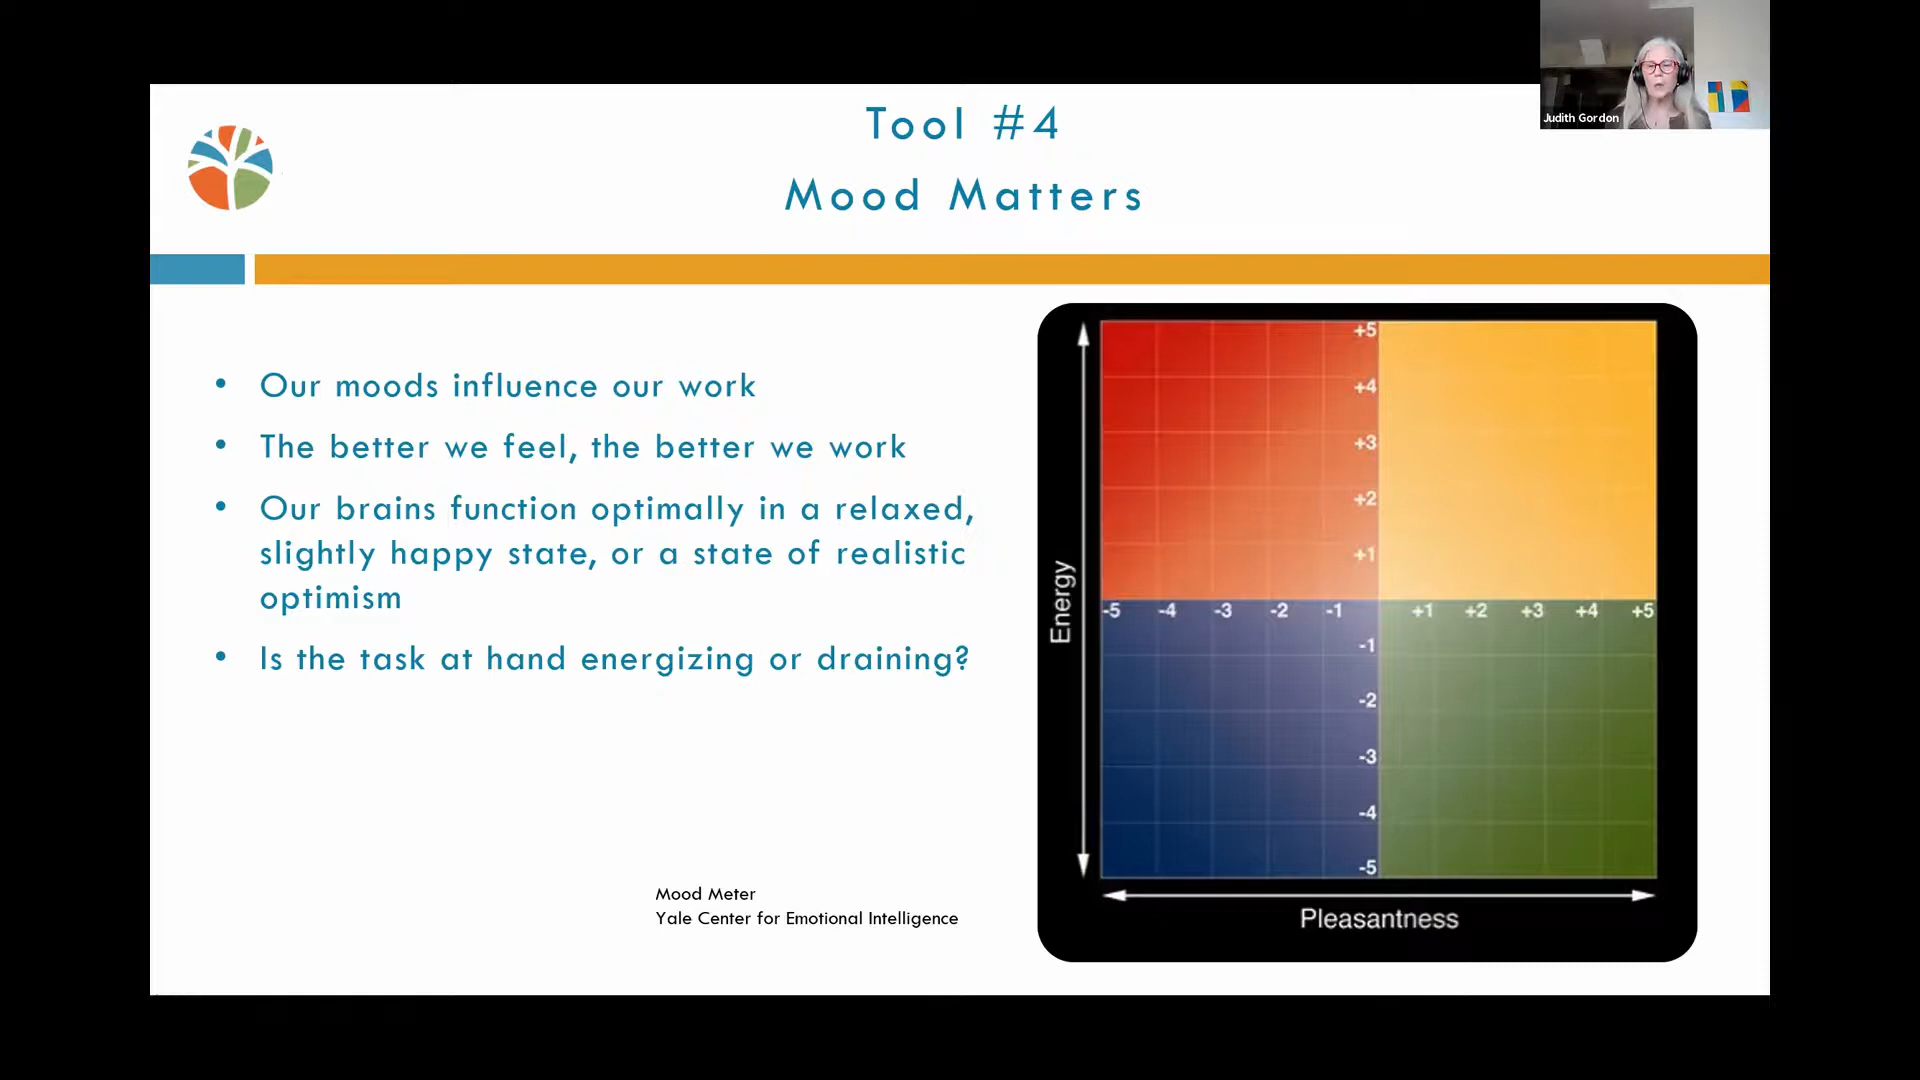 Judith Gordon
Tool #4
Mood Matters
• Our moods influence our work
• The better we feel, the better we work
• Our brains function optimally in a relaxed,
slightly happy state, or a state of realistic
optimism
• Is the task at hand energizing or draining?
Mood Meter
Yale Center for Emotional Intelligence
Energy
+5
+4
+3
+2
+1
-5 -4 -3 -2 -1 +1 +2 +3 +4 +5
-1
-2
-3
-4
-5
Pleasantness